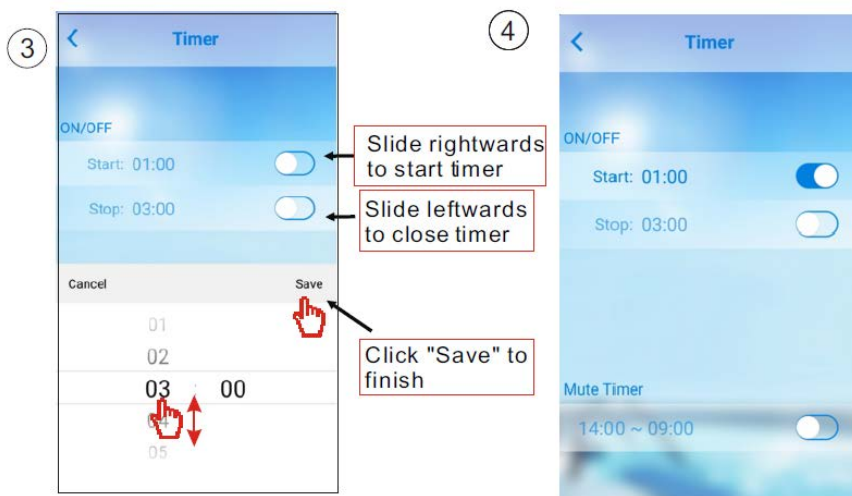 3
Timer
ON/OFF
Start: 01:00
Stop: 03:00
Cancel
Save
01
02
03 : 00
04
05
Slide rightwards
to start timer
Slide leftwards
to close timer
Click "Save" to
finish
4
Timer
ON/OFF
Start: 01:00
Stop: 03:00
Mute Timer
14:00 ~ 09:00